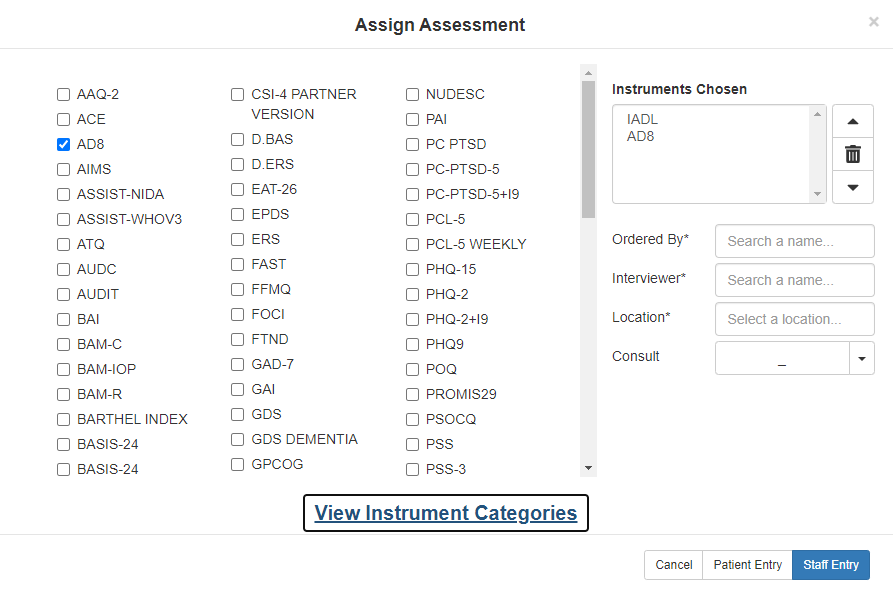 Assign Assessment
×
AAQ-2
ACE
AD8
AIMS
ASSIST-NIDA
ASSIST-WHOV3
ATQ
AUDC
AUDIT
BAI
BAM-C
BAM-IOP
BAM-R
BARTHEL INDEX
BASIS-24
BASIS-24
CSI-4 PARTNER
VERSION
D.BAS
D.ERS
EAT-26
EPDS
ERS
FAST
FFMQ
FOCI
FTND
GAD-7
GAI
GDS
GDS DEMENTIA
GPCOG
NUDESC
PAI
PC PTSD
PC-PTSD-5
PC-PTSD-5+I9
PCL-5
PCL-5 WEEKLY
PHQ-15
PHQ-2
PHQ-2+I9
PHQ9
POQ
PROMIS29
PSOCQ
PSS
PSS-3
Instruments Chosen
IADL
AD8
Ordered By* Search a name...
Interviewer* Search a name...
Location* Select a location...
Consult _
View Instrument Categories
Cancel Patient Entry Staff Entry